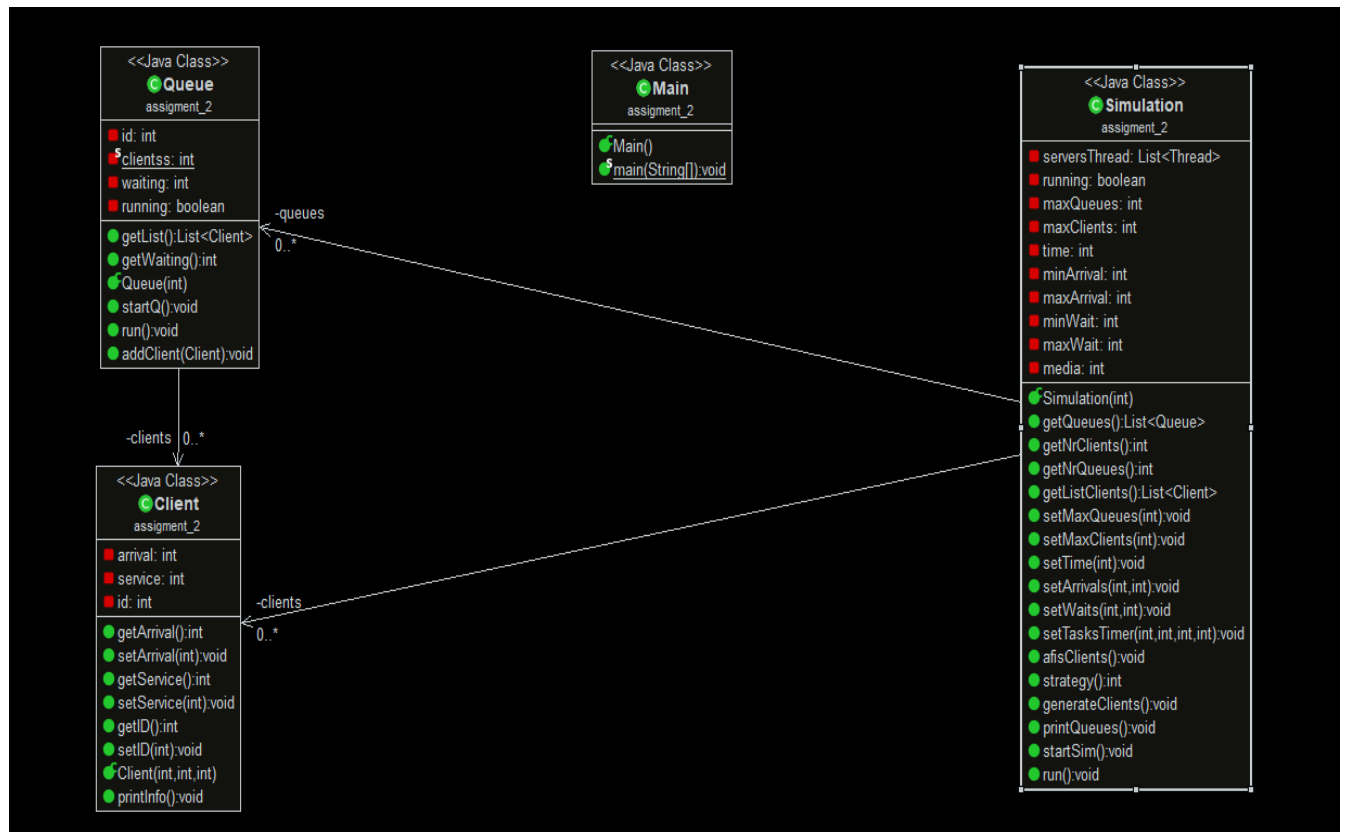 <<Java Class>>
Queue
assigment_2
id: int
clientss: int
waiting: int
running: boolean
getList():List<Client>
getWaiting():int
Queue(int)
startQ():void
run():void
addClient(Client):void
-queues
0..*
-clients
0..*
<<Java Class>>
Client
assigment_2
arrival: int
service: int
id: int
getArrival():int
setArrival(int):void
getService():int
setService(int):void
getID():int
setID(int):void
Client(int,int,int)
printInfo():void
-clients
0..*
<<Java Class>>
Main
assigment_2
Main()
main(String[]):void
<<Java Class>>
Simulation
assigment_2
serversThread: List<Thread>
running: boolean
maxQueues: int
maxClients: int
time: int
minArrival: int
maxArrival: int
minWait: int
maxWait: int
media: int
Simulation(int)
getQueues():List<Queue>
getNrClients():int
getNrQueues():int
getListClients():List<Client>
setMaxQueues(int):void
setMaxClients(int):void
setTime(int):void
setArrivals(int,int):void
setWaits(int,int):void
setTasksTimer(int,int,int,int):void
afisClients():void
strategy():int
generateClients():void
printQueues():void
startSim():void
run():void